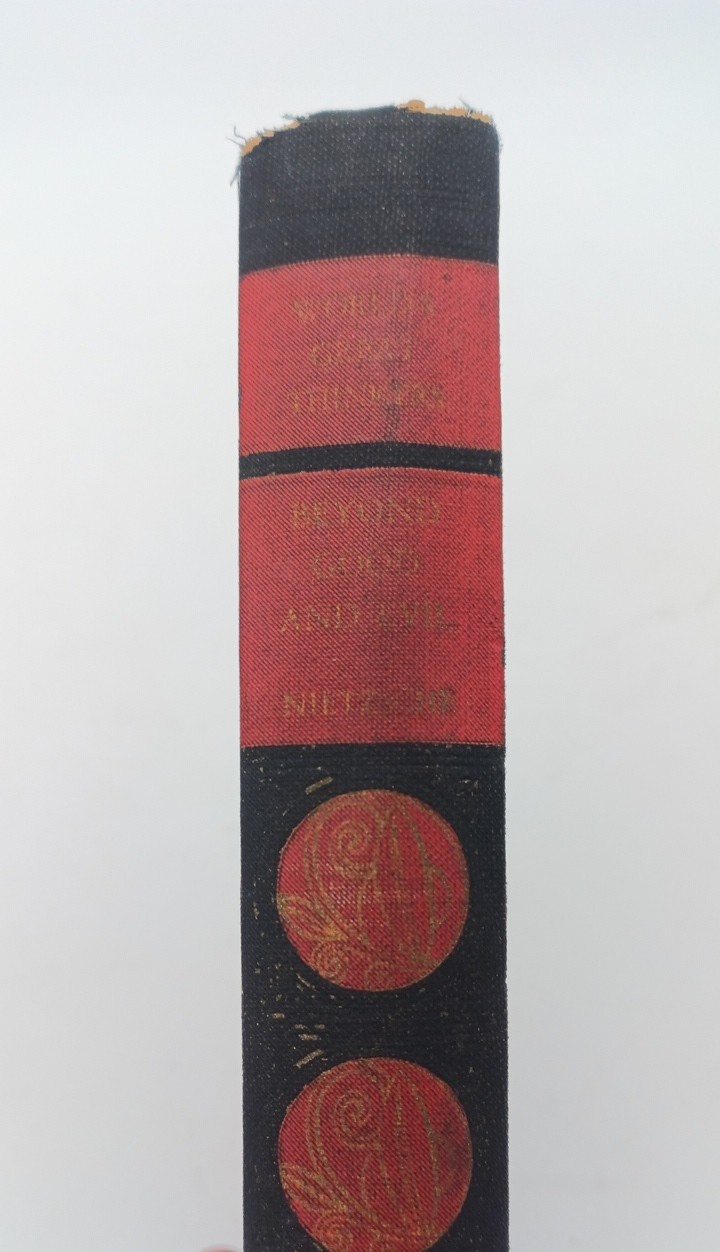 WORLD'S
GREAT
THINKERS
BEYOND
GOOD
AND EVIL
NIETZSCHE